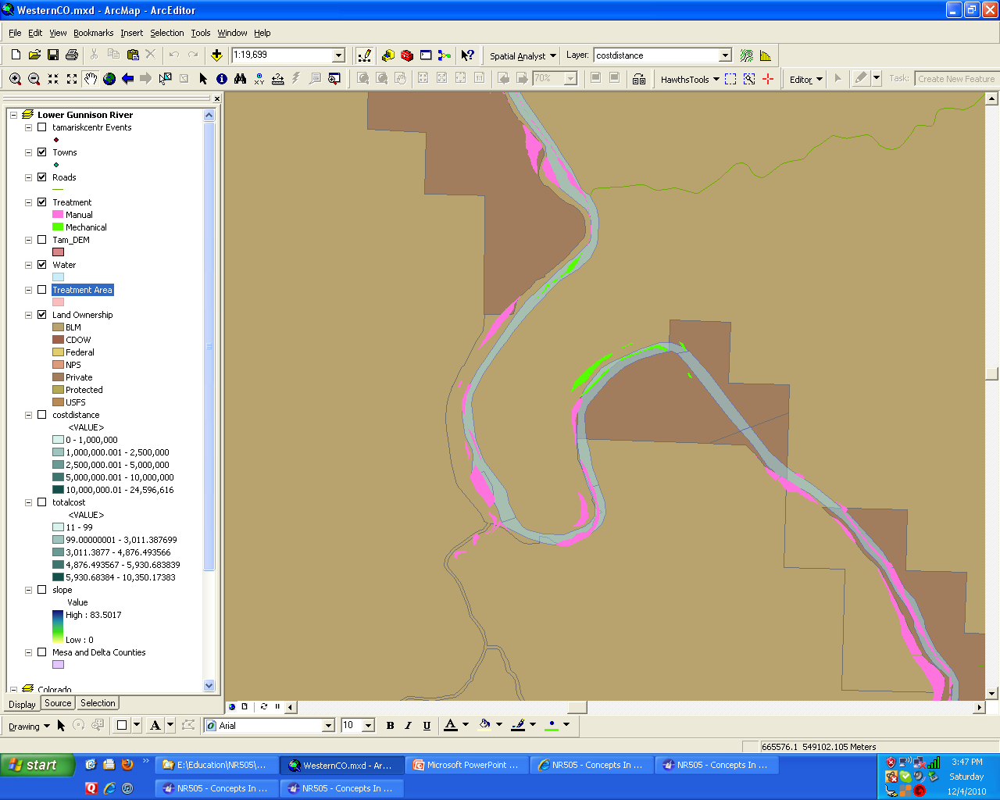 WesternCO.mxd - ArcMap - ArcEditor
File Edit View Bookmarks Insert Selection Tools Window Help
1:19,699 Spatial Analyst Layer: costdistance
1:1 70% HawthsTools Editor Task: Create New Feature
Lower Gunnison River
tamariskcentr Events
Towns
Roads
Treatment
Manual
Mechanical
Tam_DEM
Water
Treatment Area
Land Ownership
BLM
CDOW
Federal
NPS
Private
Protected
USFS
costdistance
<VALUE>
0 - 1,000,000
1,000,000.001 - 2,500,000
2,500,000.001 - 5,000,000
5,000,000.001 - 10,000,000
10,000,000.01 - 24,596,616
totalcost
<VALUE>
11 - 99
99.00000001 - 3,011.387699
3,011.3877 - 4,876.493566
4,876.493567 - 5,930.683839
5,930.68384 - 10,350.17383
slope
Value
High : 83.5017
Low : 0
Mesa and Delta Counties
Colorado
Display Source Selection
Drawing A Arial 10 B I U A
665576.1 549102.105 Meters
start E:\Education\NR505\... WesternCO.mxd - Ar... Microsoft PowerPoint ... NR505 - Concepts In ... NR505 - Concepts In ... 3:47 PM
Saturday
NR505 - Concepts In ... NR505 - Concepts In ... 12/4/2010